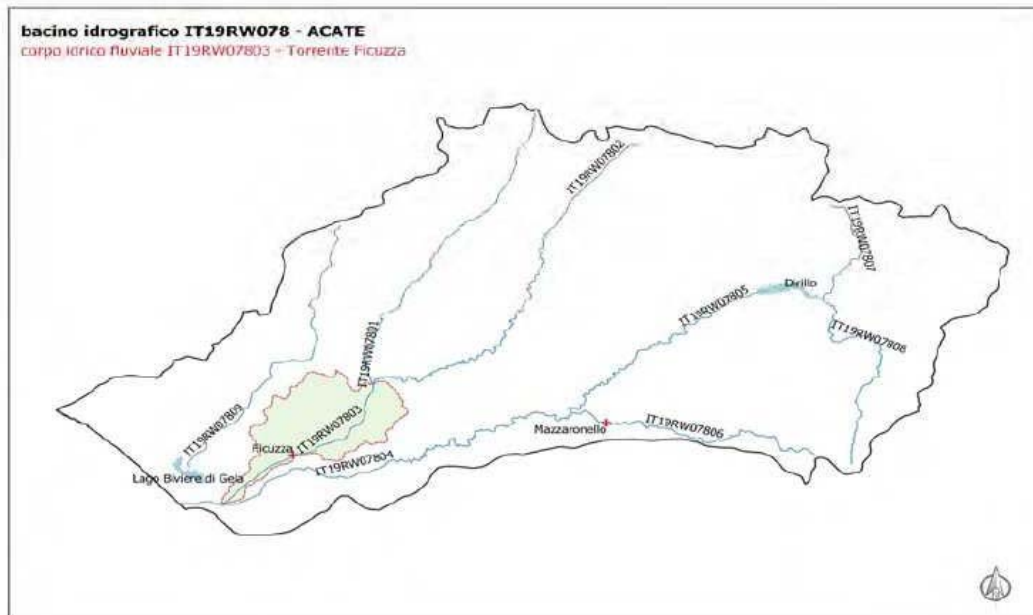 bacino idrografico IT19RW078 - ACATE
corpo idrico fluviale IT19RW07803 - Torrente Ficuzza
IT19RW07802
IT19RW07807
Dirillo
IT19RW07805
IT19RW07808
IT19RW07801
IT19RW07809
IT19RW07803
Ficuzza
Mazzaronello
IT19RW07806
IT19RW07804
Lago Biviere di Gela